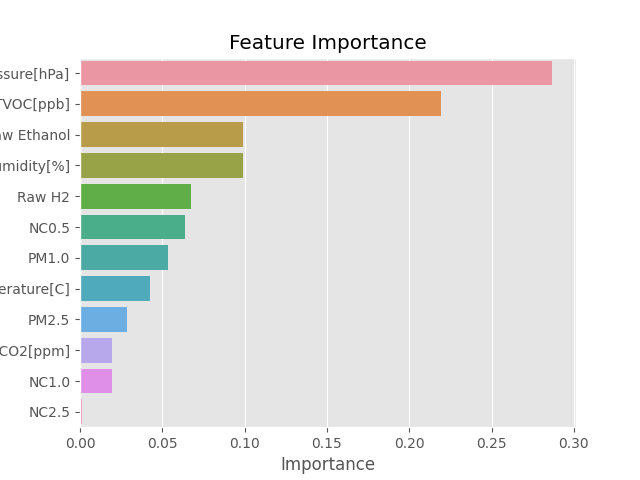 Feature Importance
ssure[hPa]
TVOC[ppb]
aw Ethanol
umidity[%]
Raw H2
NC0.5
PM1.0
erature[C]
PM2.5
CO2[ppm]
NC1.0
NC2.5
0.00 0.05 0.10 0.15 0.20 0.25 0.30
Importance